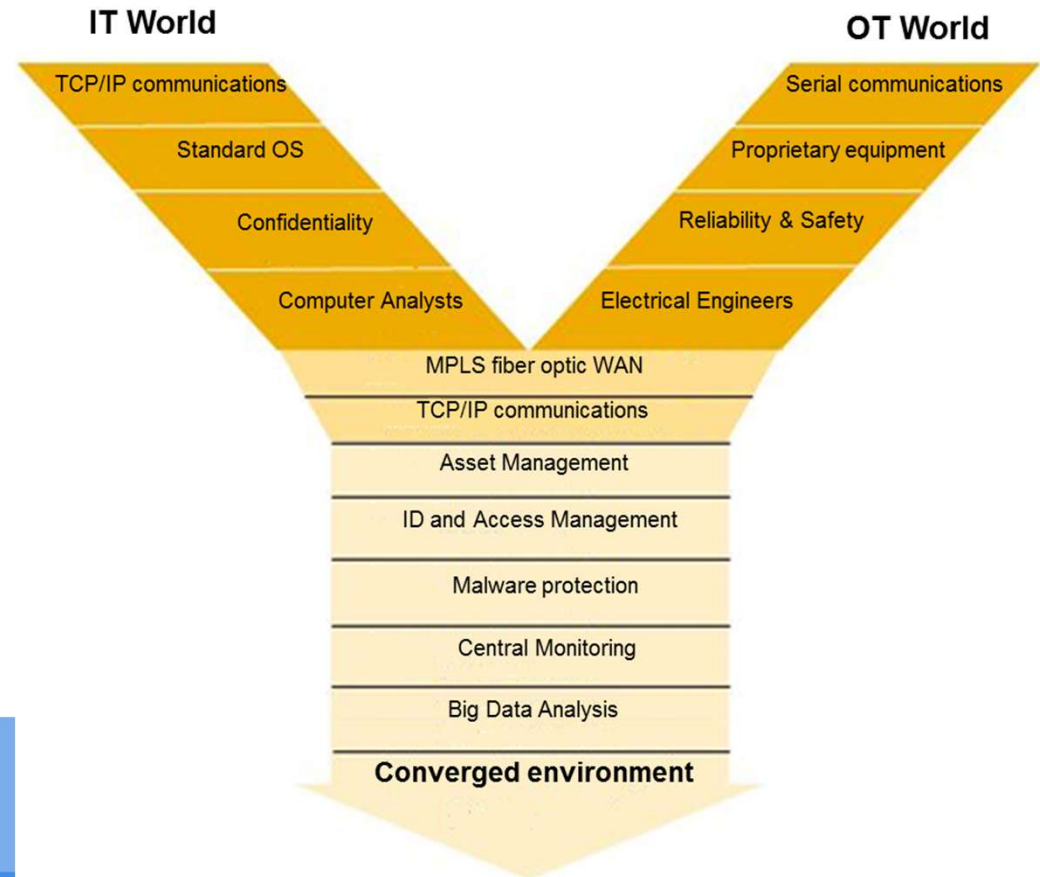 IT World
OT World
TCP/IP communications
Serial communications
Standard OS
Proprietary equipment
Confidentiality
Reliability & Safety
Computer Analysts
Electrical Engineers
MPLS fiber optic WAN
TCP/IP communications
Asset Management
ID and Access Management
Malware protection
Central Monitoring
Big Data Analysis
Converged environment